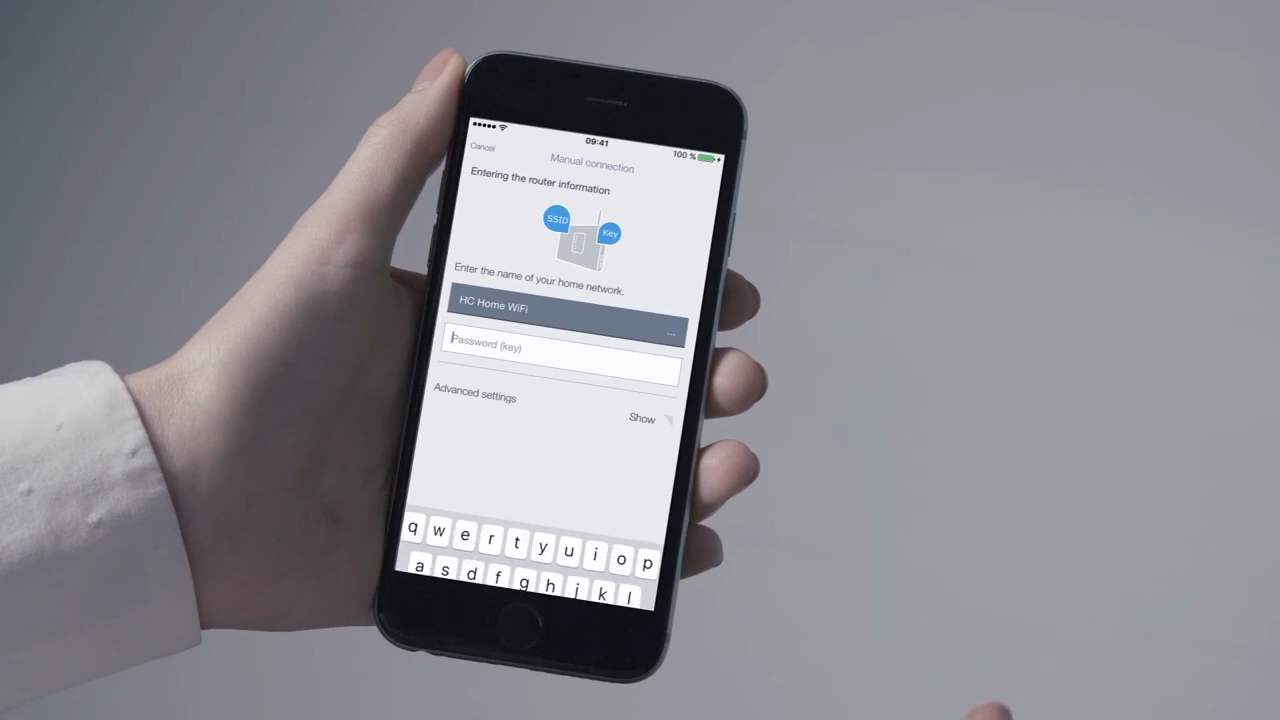 09:41
100 %
Cancel
Manual connection
Entering the router information
SSID
Key
Enter the name of your home network.
HC Home WiFi
...
Password (key)
Advanced settings
Show
q w e r t y u i o p
a s d f g h j k l